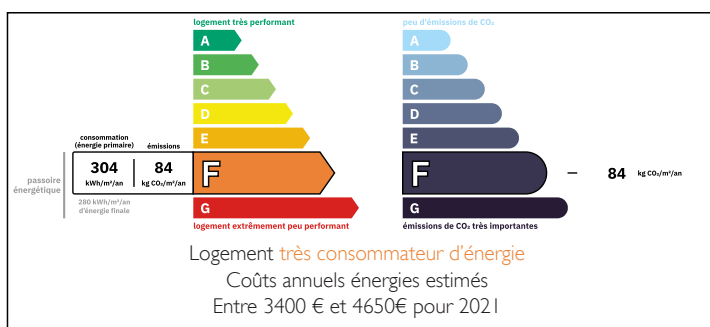 logement très performant
A
B
C
D
E
consommation
(énergie primaire)
émissions
passoire
énergétique
304
kWh/m²/an
84
kg CO₂/m²/an
F
280 kWh/m²/an
d'énergie finale
G
logement extrêmement peu performant
peu d'émissions de CO₂
A
B
C
D
E
F
84 kg CO₂/m²/an
G
émissions de CO₂ très importantes
Logement très consommateur d'énergie
Coûts annuels énergies estimés
Entre 3400 € et 4650€ pour 2021